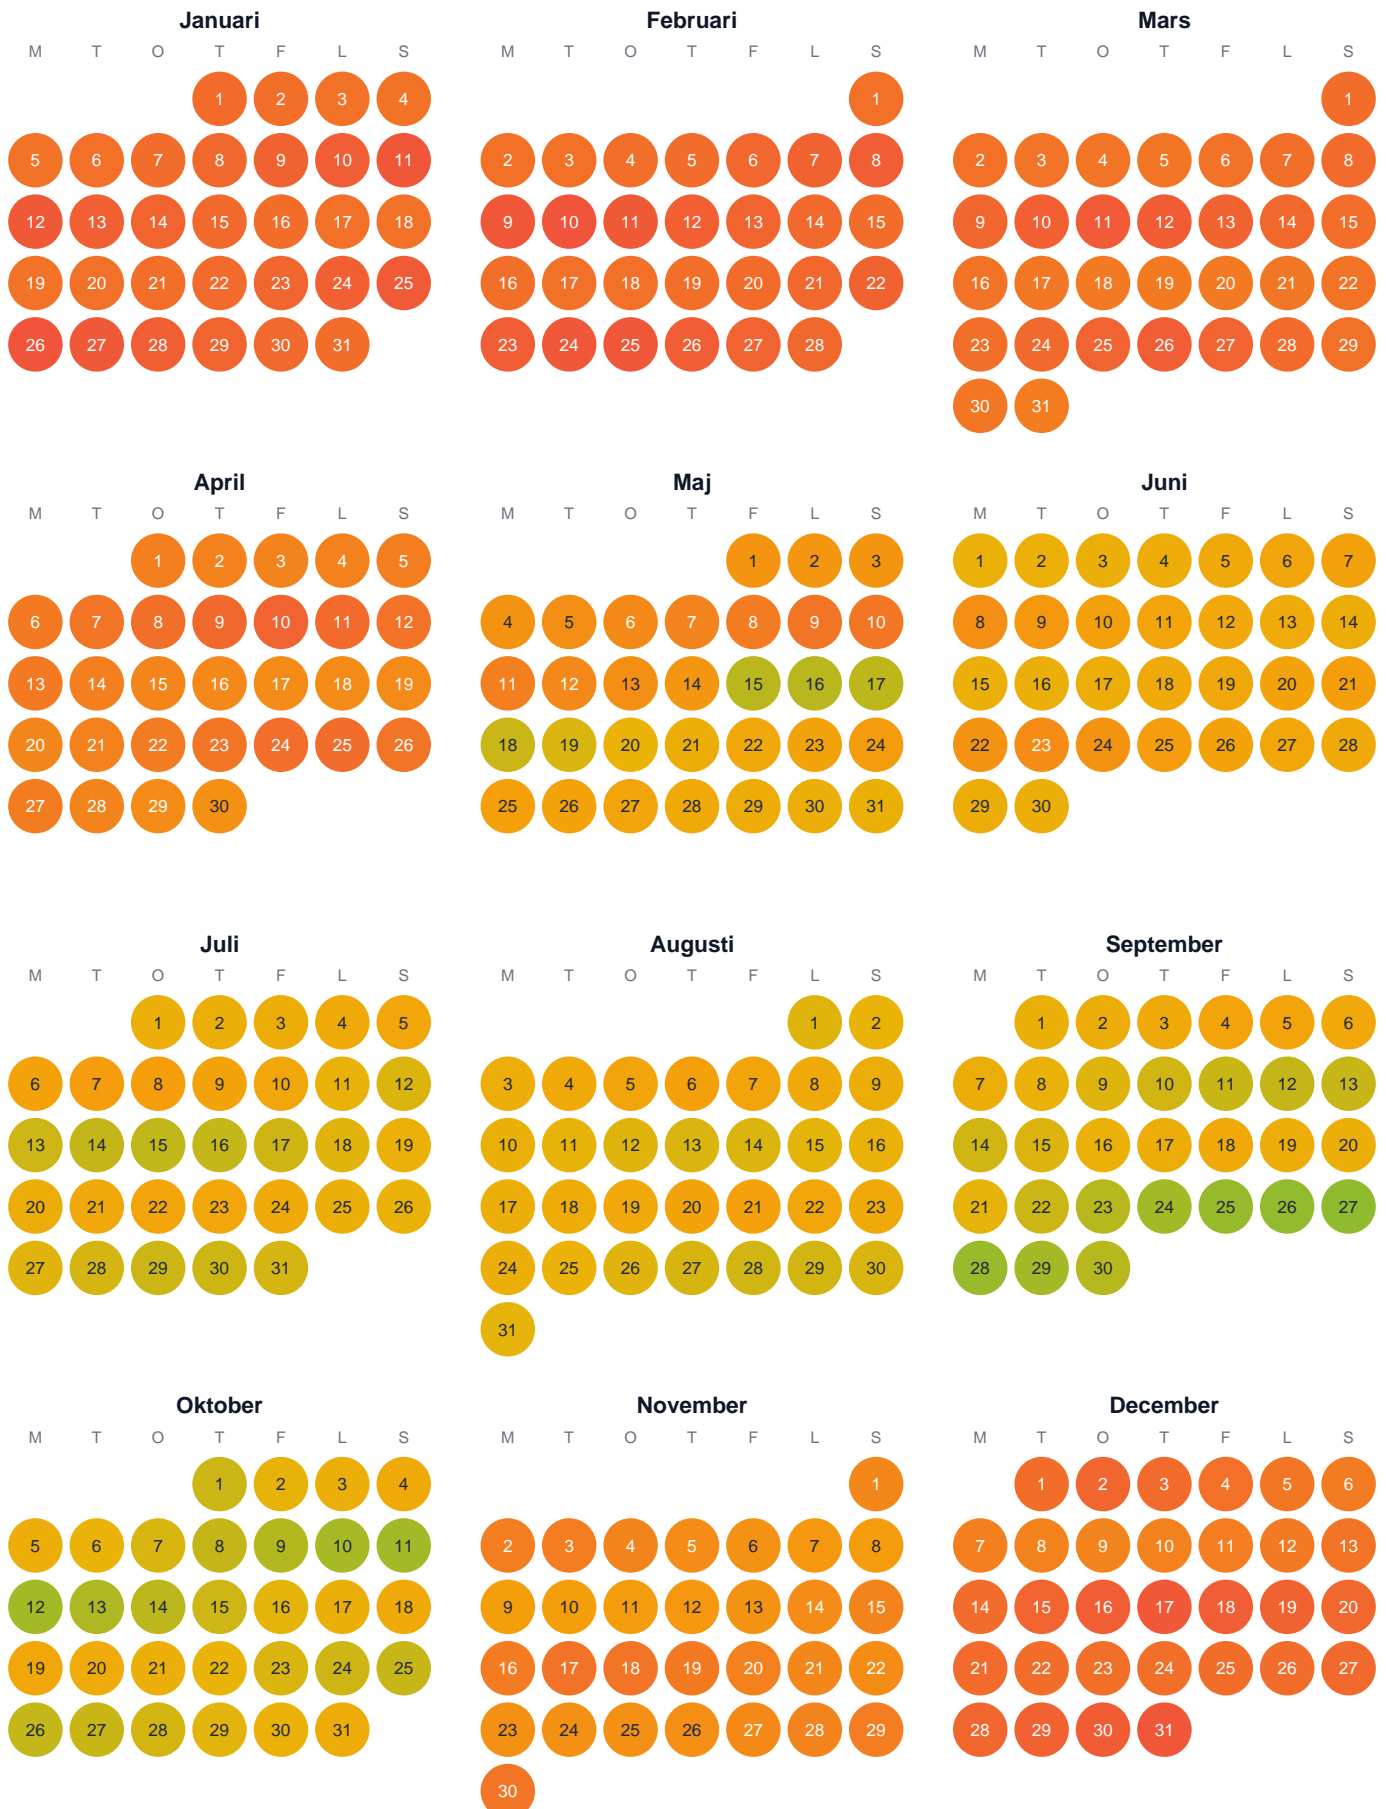 Januari Februari Mars
M T O T F L S M T O T F L S M T O T F L S
1 2 3 4 1 1
5 6 7 8 9 10 11 2 3 4 5 6 7 8 2 3 4 5 6 7 8
12 13 14 15 16 17 18 9 10 11 12 13 14 15 9 10 11 12 13 14 15
19 20 21 22 23 24 25 16 17 18 19 20 21 22 16 17 18 19 20 21 22
26 27 28 29 30 31 23 24 25 26 27 28 23 24 25 26 27 28 29
30 31
April Maj Juni
M T O T F L S M T O T F L S M T O T F L S
1 2 3 4 5 1 2 3 1 2 3 4 5 6 7
6 7 8 9 10 11 12 4 5 6 7 8 9 10 8 9 10 11 12 13 14
13 14 15 16 17 18 19 11 12 13 14 15 16 17 15 16 17 18 19 20 21
20 21 22 23 24 25 26 18 19 20 21 22 23 24 22 23 24 25 26 27 28
27 28 29 30 25 26 27 28 29 30 31 29 30
Juli Augusti September
M T O T F L S M T O T F L S M T O T F L S
1 2 3 4 5 1 2 1 2 3 4 5 6
6 7 8 9 10 11 12 3 4 5 6 7 8 9 7 8 9 10 11 12 13
13 14 15 16 17 18 19 10 11 12 13 14 15 16 14 15 16 17 18 19 20
20 21 22 23 24 25 26 17 18 19 20 21 22 23 21 22 23 24 25 26 27
27 28 29 30 31 24 25 26 27 28 29 30 28 29 30
31
Oktober November December
M T O T F L S M T O T F L S M T O T F L S
1 2 3 4 1 1 2 3 4 5 6
5 6 7 8 9 10 11 2 3 4 5 6 7 8 7 8 9 10 11 12 13
12 13 14 15 16 17 18 9 10 11 12 13 14 15 14 15 16 17 18 19 20
19 20 21 22 23 24 25 16 17 18 19 20 21 22 21 22 23 24 25 26 27
26 27 28 29 30 31 23 24 25 26 27 28 29 28 29 30 31
30